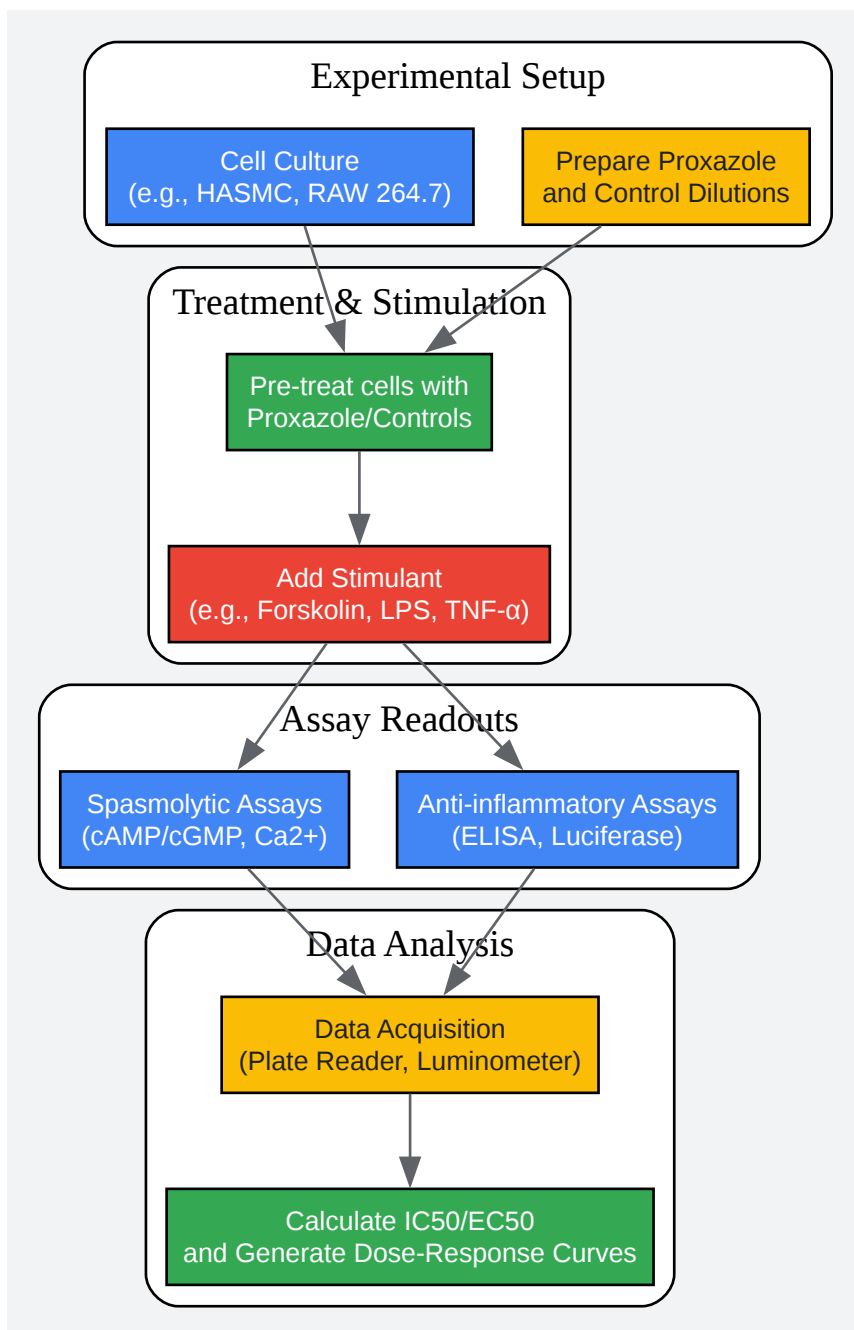 Experimental Setup
Cell Culture
(e.g., HASMC, RAW 264.7)
Prepare Proxazole
and Control Dilutions
Treatment & Stimulation
Pre-treat cells with
Proxazole/Controls
Add Stimulant
(e.g., Forskolin, LPS, TNF-α)
Assay Readouts
Spasmolytic Assays
(cAMP/cGMP, Ca2+)
Anti-inflammatory Assays
(ELISA, Luciferase)
Data Analysis
Data Acquisition
(Plate Reader, Luminometer)
Calculate IC50/EC50
and Generate Dose-Response Curves